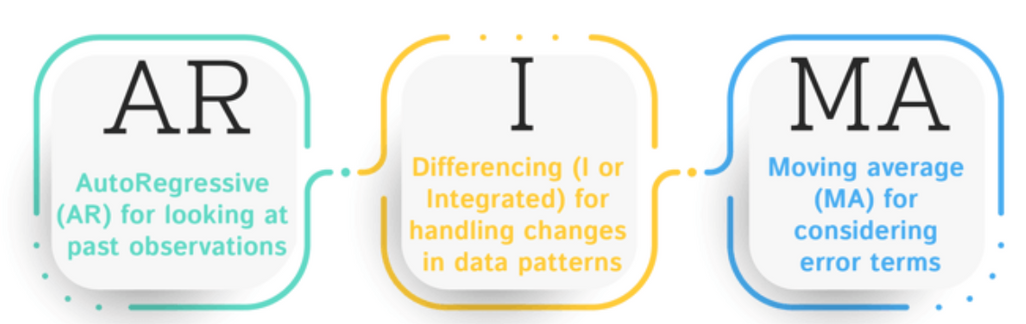 AR
AutoRegressive
(AR) for looking at
past observations
I
Differencing (I or
Integrated) for
handling changes
in data patterns
MA
Moving average
(MA) for
considering
error terms